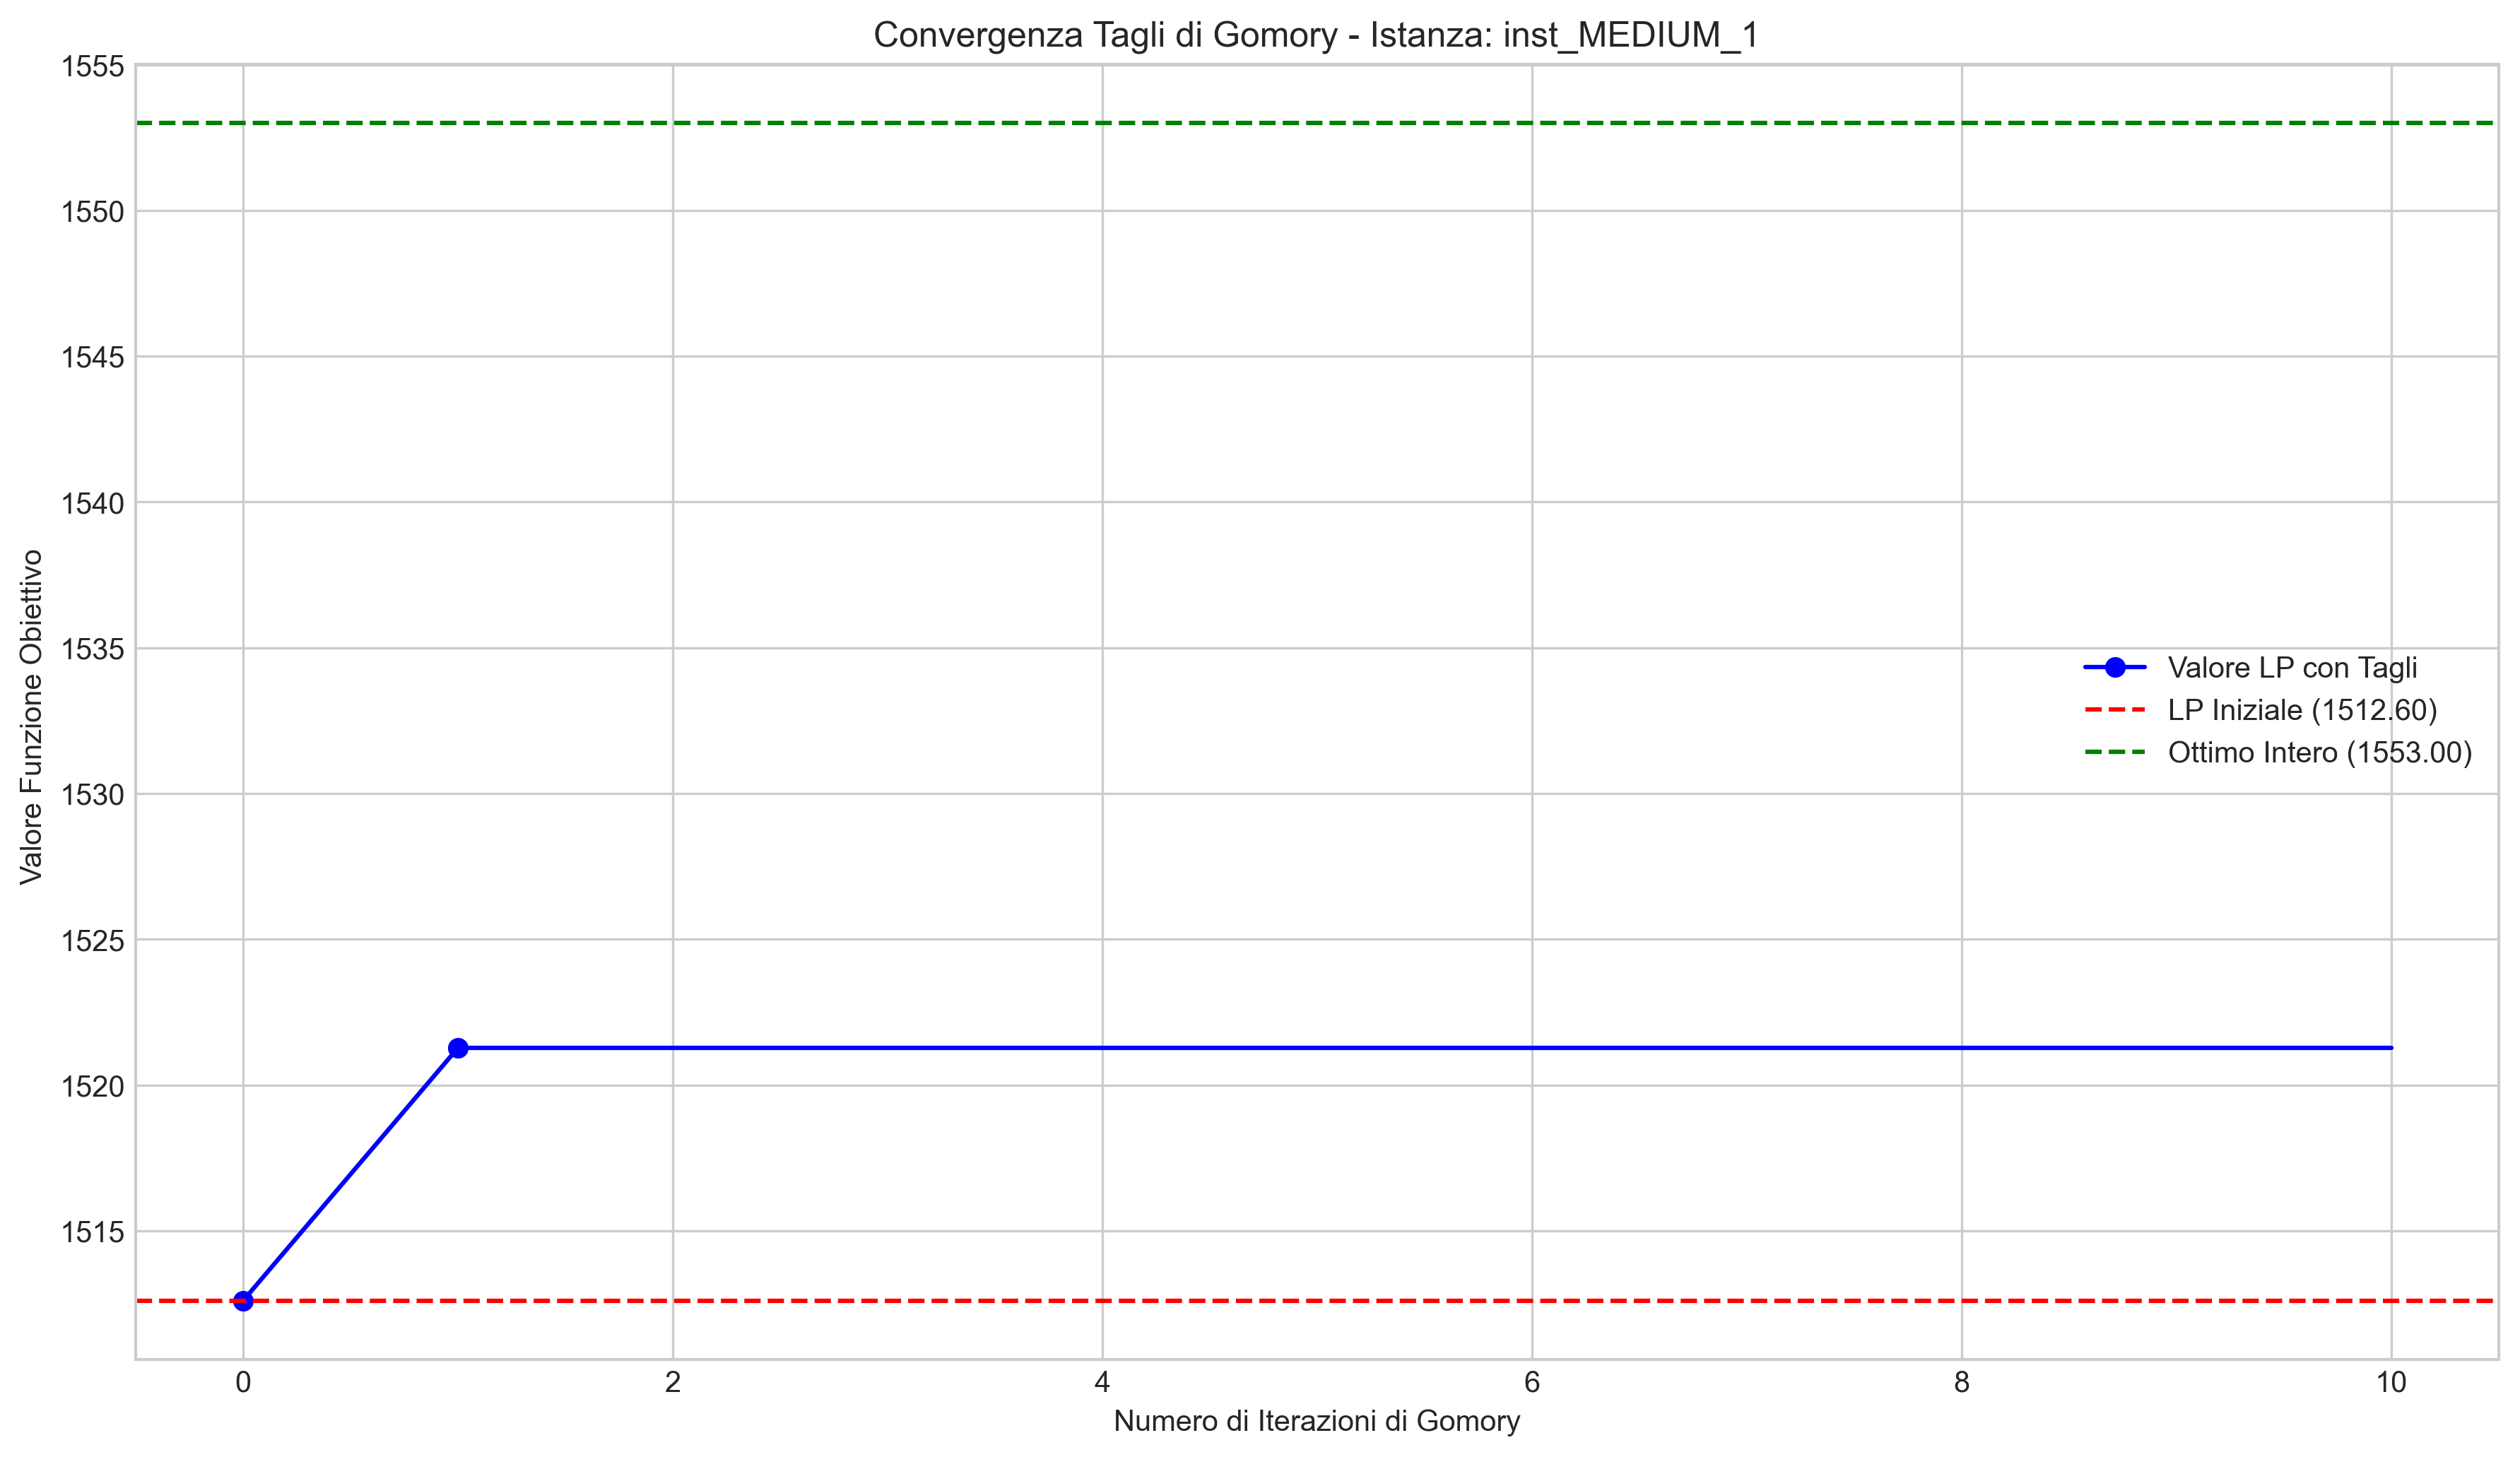 Convergenza Tagli di Gomory - Istanza: inst_MEDIUM_1
1555
1550
1545
1540
1535
1530
1525
1520
1515
Valore Funzione Obiettivo
Valore LP con Tagli
LP Iniziale (1512.60)
Ottimo Intero (1553.00)
0 2 4 6 8 10
Numero di Iterazioni di Gomory